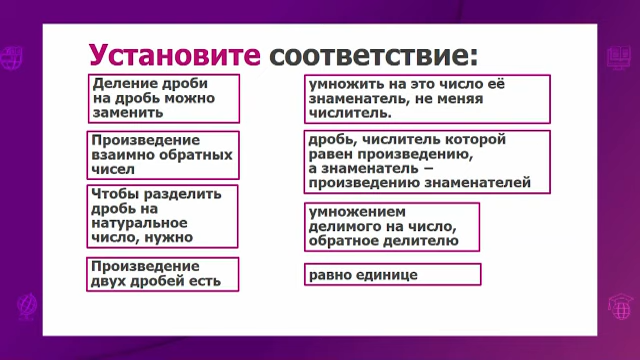 Установите соответствие:
Деление дроби
на дробь можно
заменить
Произведение
взаимно обратных
чисел
Чтобы разделить
дробь на
натуральное
число, нужно
Произведение
двух дробей есть
умножить на это число её
знаменатель, не меняя
числитель.
дробь, числитель которой
равен произведению,
а знаменатель –
произведению знаменателей
умножением
делимого на число,
обратное делителю
равно единице